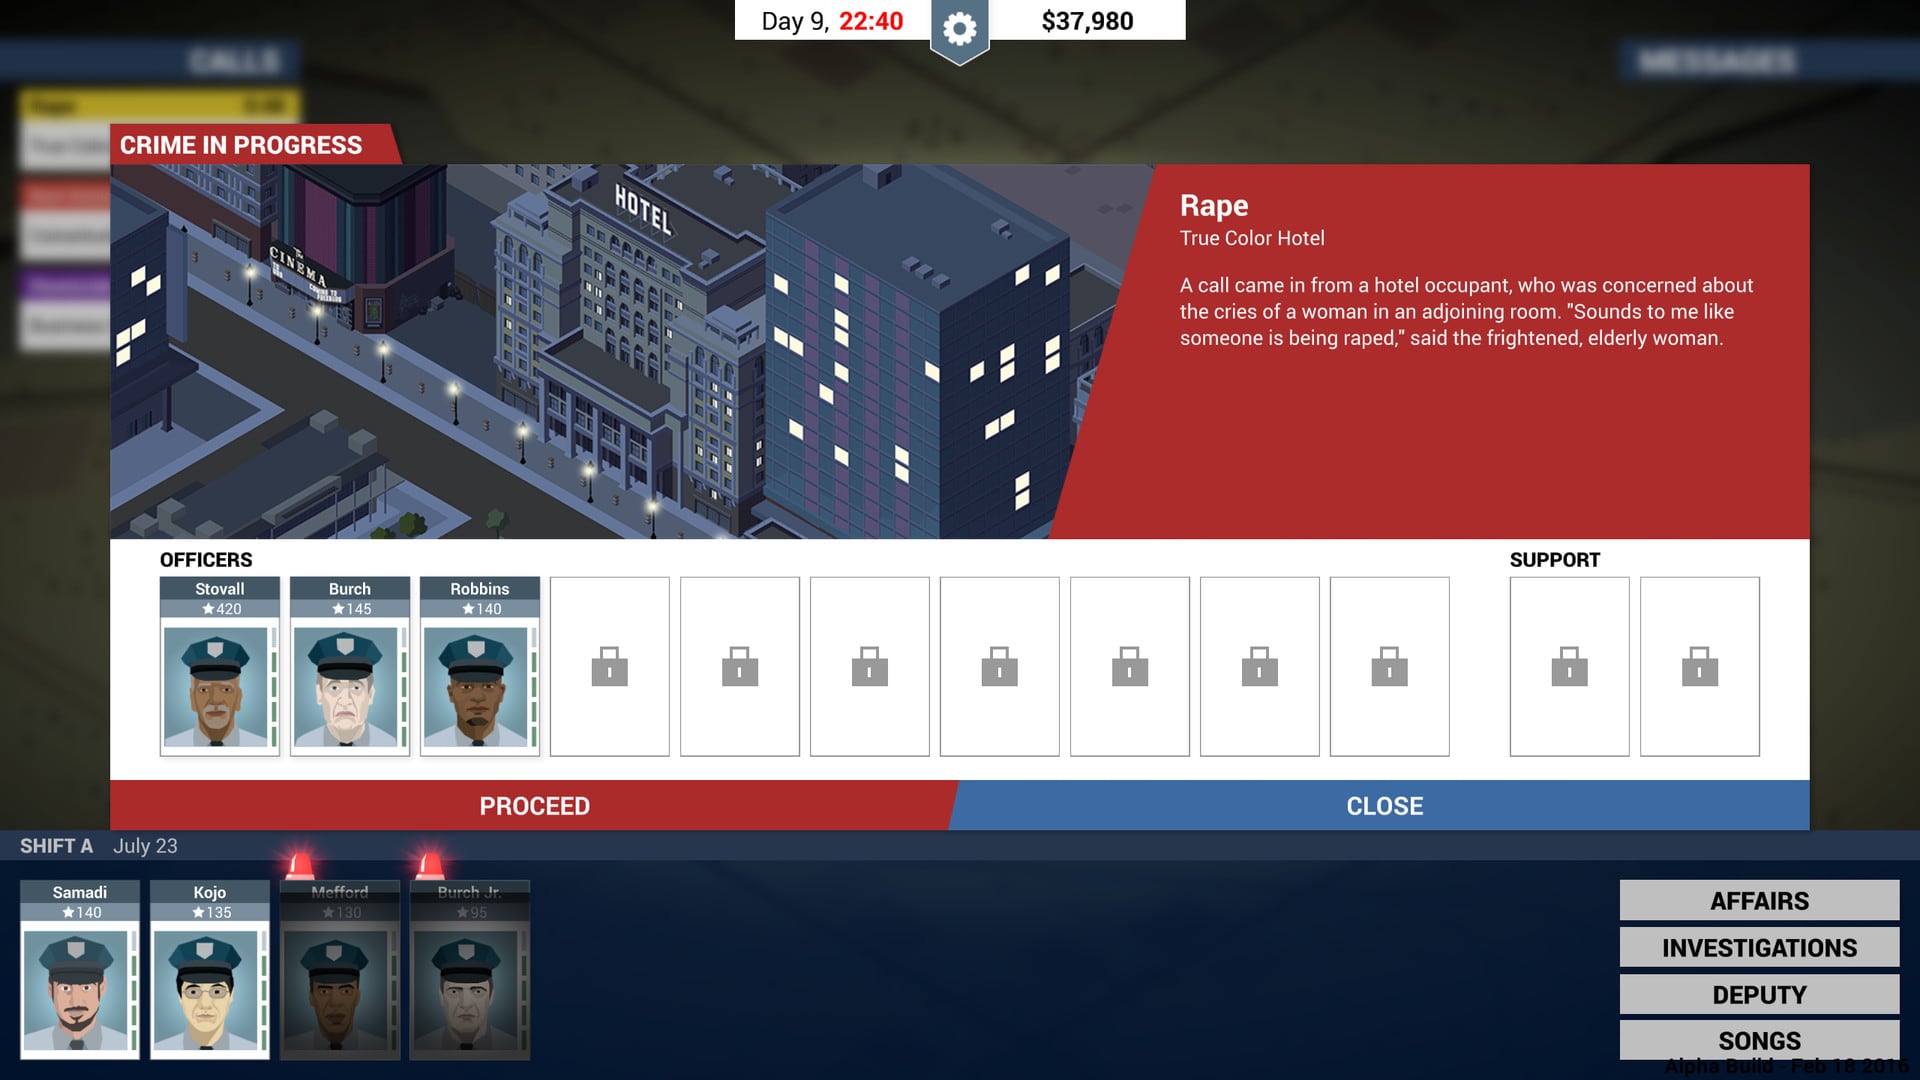 Day 9, 22:40
$37,980
CALLS
MESSAGES
Rape
CRIME IN PROGRESS
HOTEL
The
CINEMA
Rape
True Color Hotel
A call came in from a hotel occupant, who was concerned about
the cries of a woman in an adjoining room. "Sounds to me like
someone is being raped," said the frightened, elderly woman.
OFFICERS
SUPPORT
Stovall
★420
Burch
★145
Robbins
★140
PROCEED
CLOSE
SHIFT A July 23
Samadi
★140
Kojo
★135
Mefford
★130
Burch Jr.
★95
AFFAIRS
INVESTIGATIONS
DEPUTY
SONGS
Alpha Build - Feb 18 2016